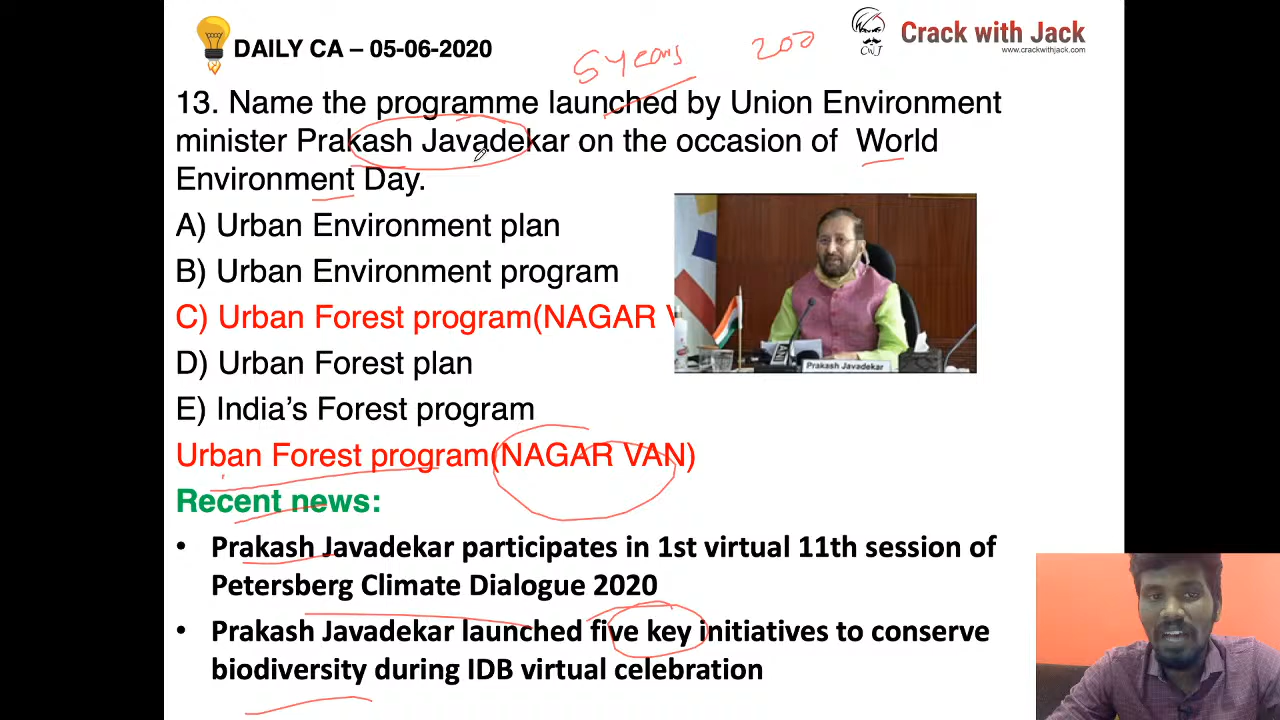 DAILY CA – 05-06-2020
5 years
200
CWJ
Crack with Jack
www.crackwithjack.com
13. Name the programme launched by Union Environment
minister Prakash Javadekar on the occasion of World
Environment Day.
A) Urban Environment plan
B) Urban Environment program
C) Urban Forest program(NAGAR V
D) Urban Forest plan
E) India’s Forest program
Prakash Javadekar
Urban Forest program(NAGAR VAN)
Recent news:
• Prakash Javadekar participates in 1st virtual 11th session of
Petersberg Climate Dialogue 2020
• Prakash Javadekar launched five key initiatives to conserve
biodiversity during IDB virtual celebration